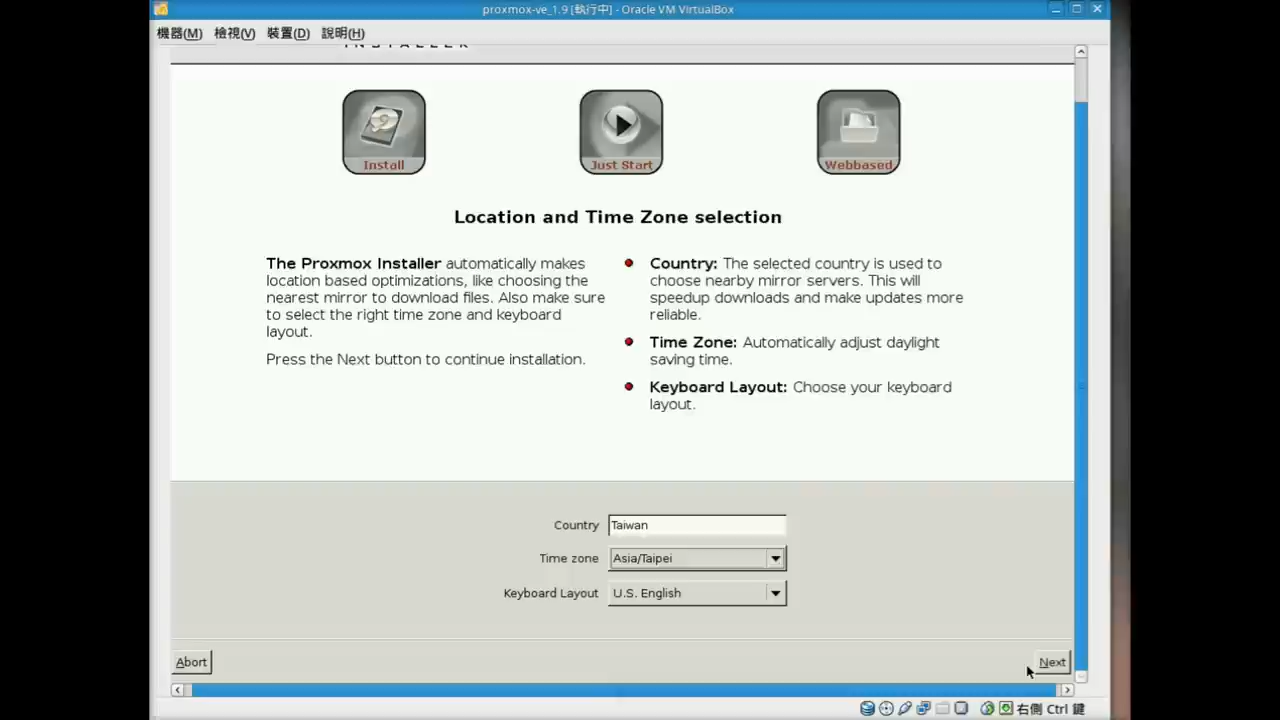 proxmox-ve_1.9 [執行中] - Oracle VM VirtualBox
機器(M) 檢視(V) 裝置(D) 說明(H)
INSTALLER
Install
Just Start
Webbased
Location and Time Zone selection
The Proxmox Installer automatically makes
location based optimizations, like choosing the
nearest mirror to download files. Also make sure
to select the right time zone and keyboard
layout.
Press the Next button to continue installation.
Country: The selected country is used to
choose nearby mirror servers. This will
speedup downloads and make updates more
reliable.
Time Zone: Automatically adjust daylight
saving time.
Keyboard Layout: Choose your keyboard
layout.
Country Taiwan
Time zone Asia/Taipei
Keyboard Layout U.S. English
Abort
Next
右側 Ctrl 鍵